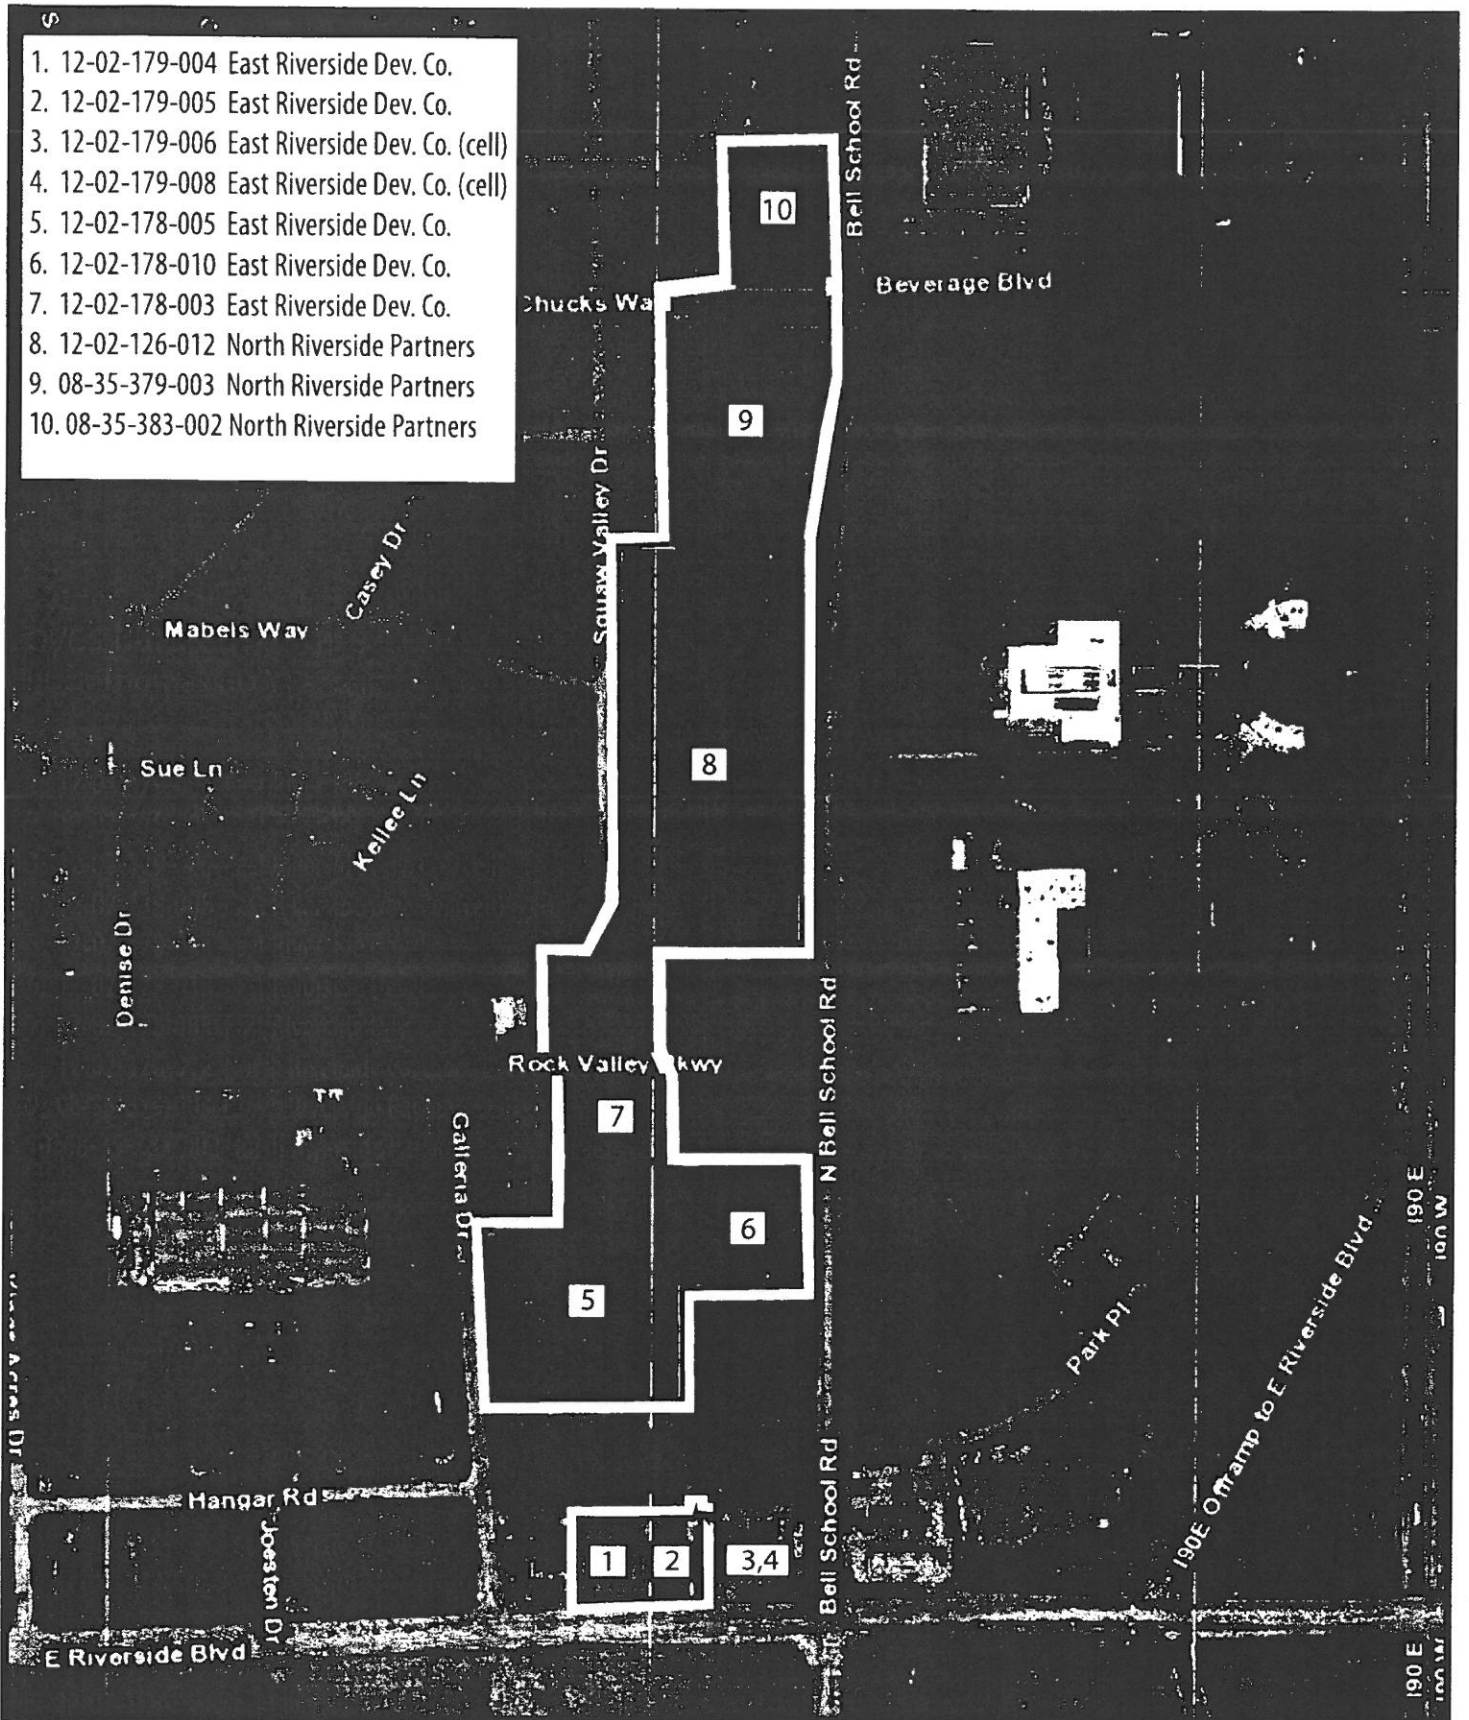 1. 12-02-179-004 East Riverside Dev. Co.
2. 12-02-179-005 East Riverside Dev. Co.
3. 12-02-179-006 East Riverside Dev. Co. (cell)
4. 12-02-179-008 East Riverside Dev. Co. (cell)
5. 12-02-178-005 East Riverside Dev. Co.
6. 12-02-178-010 East Riverside Dev. Co.
7. 12-02-178-003 East Riverside Dev. Co.
8. 12-02-126-012 North Riverside Partners
9. 08-35-379-003 North Riverside Partners
10. 08-35-383-002 North Riverside Partners
Bell School Rd
10
Beverage Blvd
Chucks Wa
9
Squaw Valley Dr
Casey Dr
Mabels Way
8
Sue Ln
Kellee Ln
Denise Dr
N Bell School Rd
Rock Valley Pkwy
7
Galleria Dr
6
5
I90 E
I90 W
Park Pl
I90E Offramp to E Riverside Blvd
Acres Dr
Hangar Rd
Joeston Dr
1
2
3,4
Bell School Rd
E Riverside Blvd
I90 E
I90 W